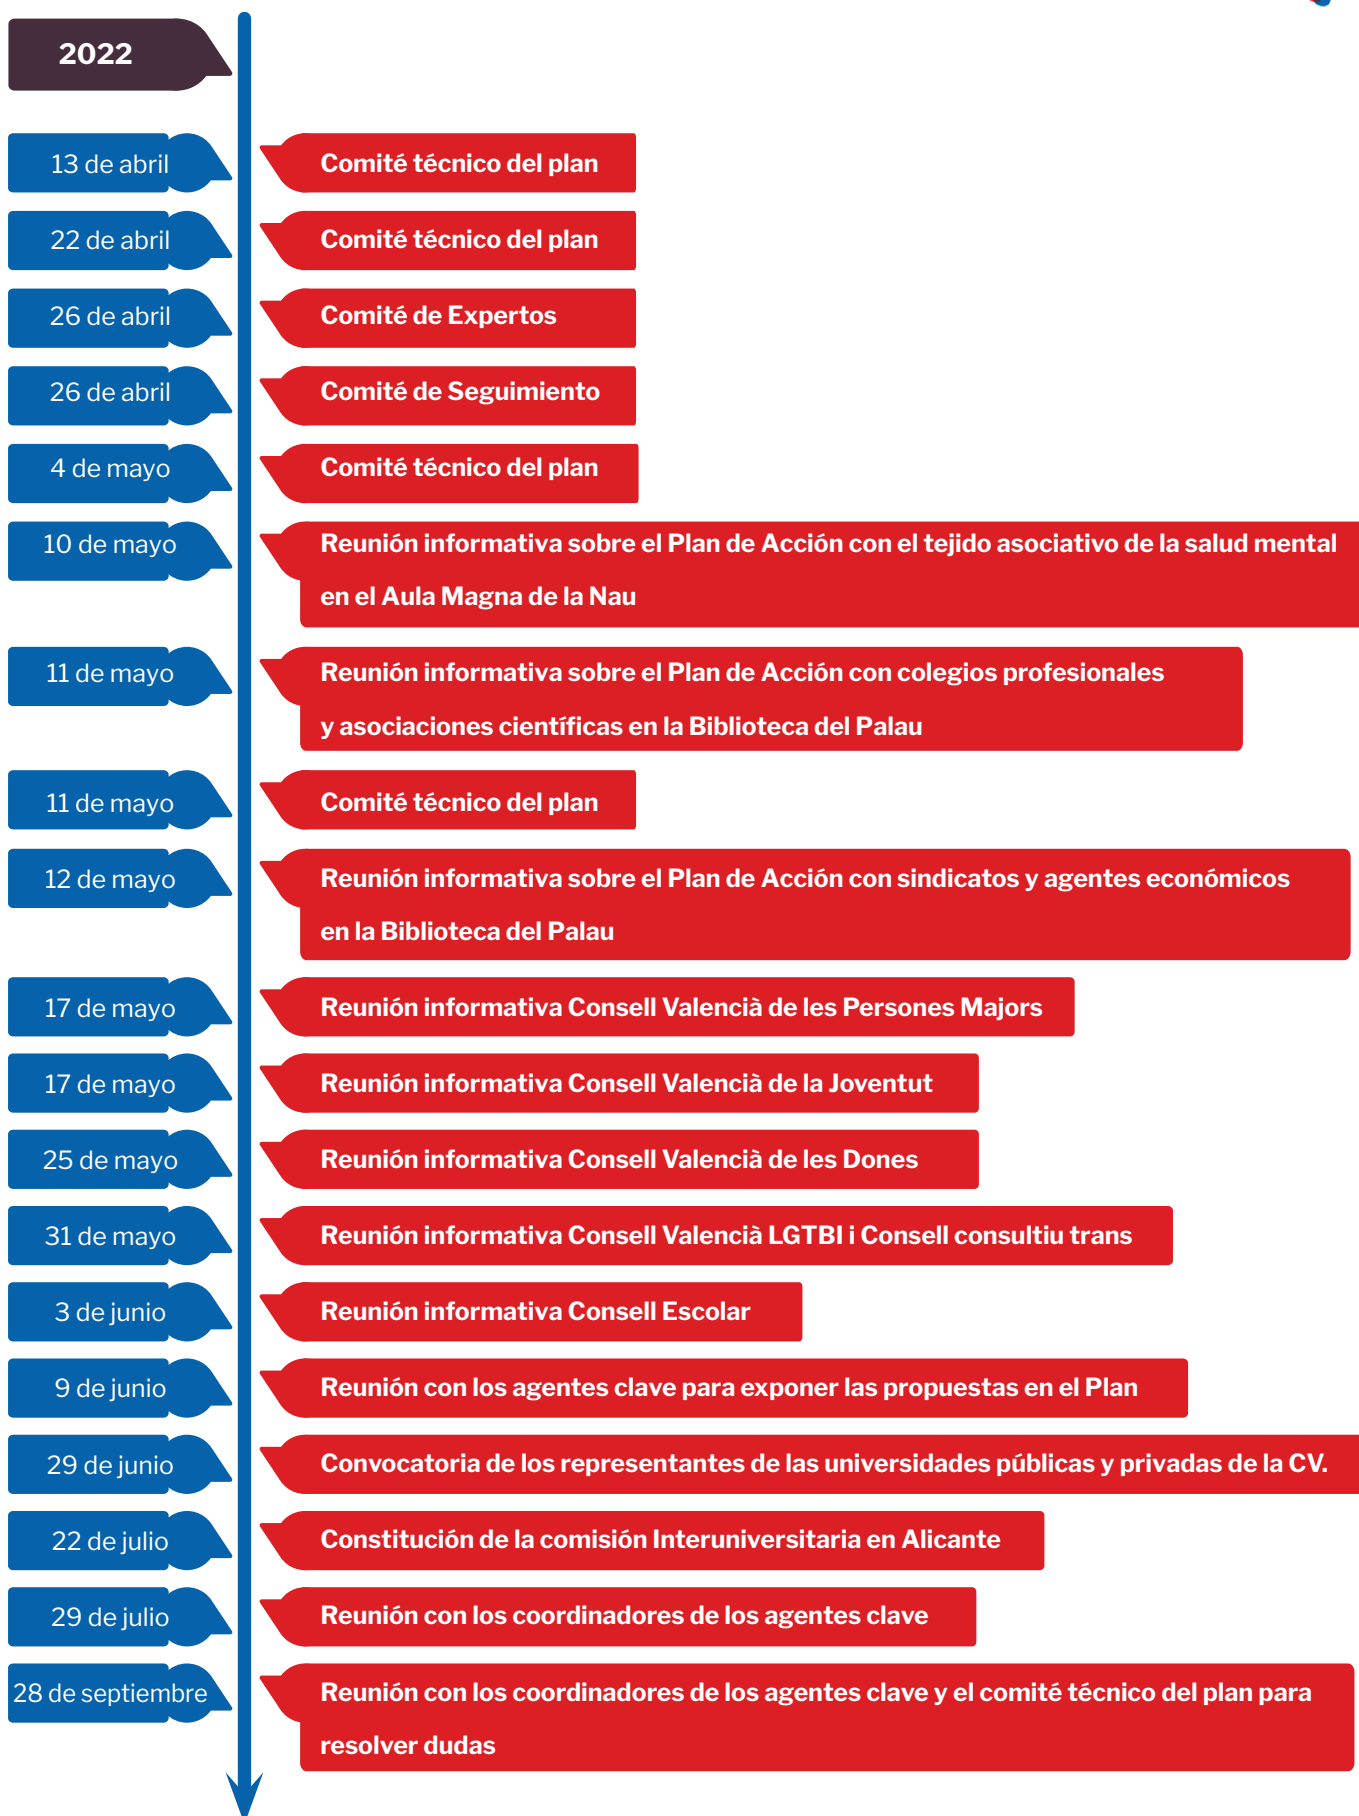 2022
13 de abril
Comité técnico del plan
22 de abril
Comité técnico del plan
26 de abril
Comité de Expertos
26 de abril
Comité de Seguimiento
4 de mayo
Comité técnico del plan
10 de mayo
Reunión informativa sobre el Plan de Acción con el tejido asociativo de la salud mental
en el Aula Magna de la Nau
11 de mayo
Reunión informativa sobre el Plan de Acción con colegios profesionales
y asociaciones científicas en la Biblioteca del Palau
11 de mayo
Comité técnico del plan
12 de mayo
Reunión informativa sobre el Plan de Acción con sindicatos y agentes económicos
en la Biblioteca del Palau
17 de mayo
Reunión informativa Consell Valencià de les Persones Majors
17 de mayo
Reunión informativa Consell Valencià de la Joventut
25 de mayo
Reunión informativa Consell Valencià de les Dones
31 de mayo
Reunión informativa Consell Valencià LGTBI i Consell consultiu trans
3 de junio
Reunión informativa Consell Escolar
9 de junio
Reunión con los agentes clave para exponer las propuestas en el Plan
29 de junio
Convocatoria de los representantes de las universidades públicas y privadas de la CV.
22 de julio
Constitución de la comisión Interuniversitaria en Alicante
29 de julio
Reunión con los coordinadores de los agentes clave
28 de septiembre
Reunión con los coordinadores de los agentes clave y el comité técnico del plan para
resolver dudas